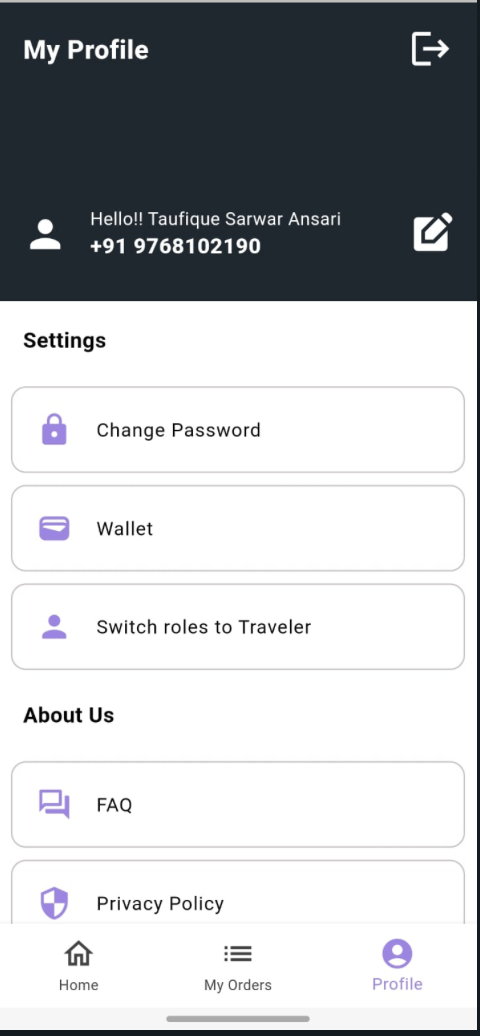 My Profile
Hello!! Taufique Sarwar Ansari
+91 9768102190
Settings
Change Password
Wallet
Switch roles to Traveler
About Us
FAQ
Privacy Policy
Home
My Orders
Profile